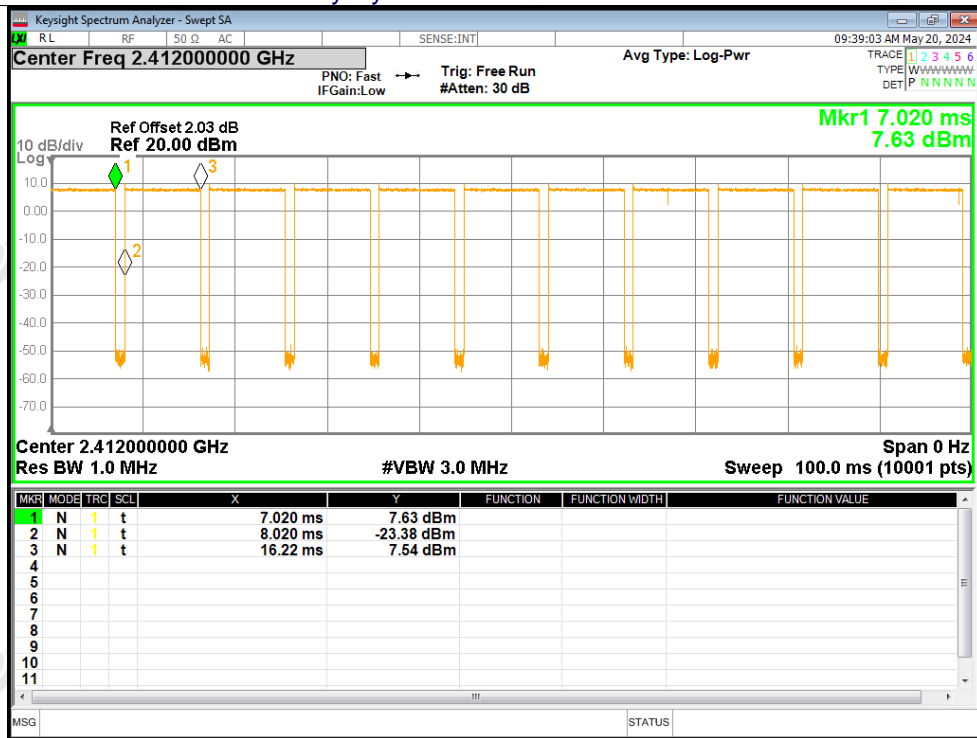 Keysight Spectrum Analyzer - Swept SA
LXI RL RF 50 Ω AC SENSE:INT 09:39:03 AM May 20, 2024
Center Freq 2.412000000 GHz
PNO: Fast
IFGain:Low
Trig: Free Run
#Atten: 30 dB
Avg Type: Log-Pwr
TRACE 1 2 3 4 5 6
TYPE WWWWWW
DET P N N N N N
Mkr1 7.020 ms
7.63 dBm
10 dB/div
Log
Ref Offset 2.03 dB
Ref 20.00 dBm
10.0
0.00
-10.0
-20.0
-30.0
-40.0
-50.0
-60.0
-70.0
1
2
3
Center 2.412000000 GHz
Span 0 Hz
Res BW 1.0 MHz
#VBW 3.0 MHz
Sweep 100.0 ms (10001 pts)
MKR MODE TRC SCL X Y FUNCTION FUNCTION WIDTH FUNCTION VALUE
1 N 1 t 7.020 ms 7.63 dBm
2 N 1 t 8.020 ms -23.38 dBm
3 N 1 t 16.22 ms 7.54 dBm
4
5
6
7
8
9
10
11
MSG
STATUS